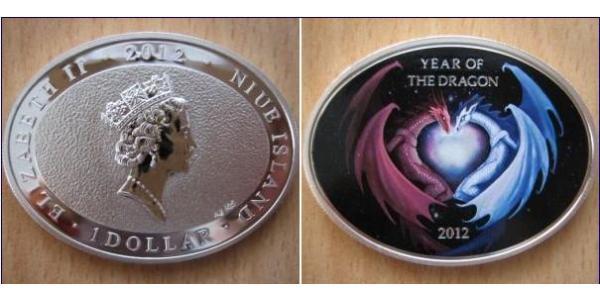 ELIZABETH II · 2012 · NIUE ISLAND ·
1 DOLLAR ·
YEAR OF
THE DRAGON
2012